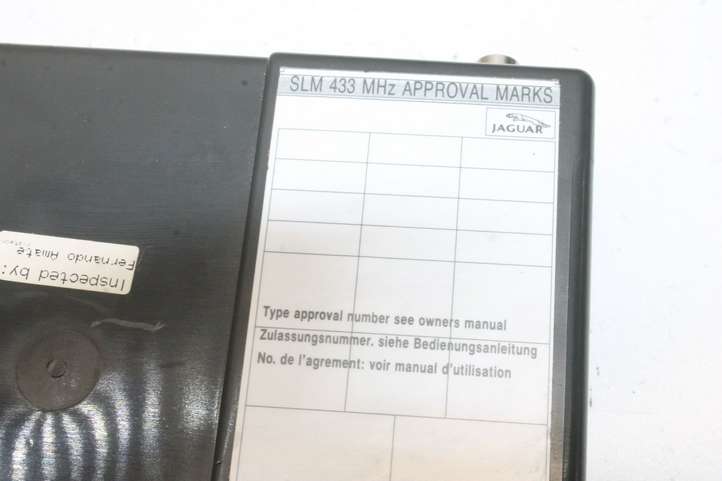 SLM 433 MHz APPROVAL MARKS
JAGUAR
Type approval number see owners manual
Zulassungsnummer. siehe Bedienungsanleitung
No. de l'agrement: voir manual d'utilisation
Inspected by:
Fernando Amate